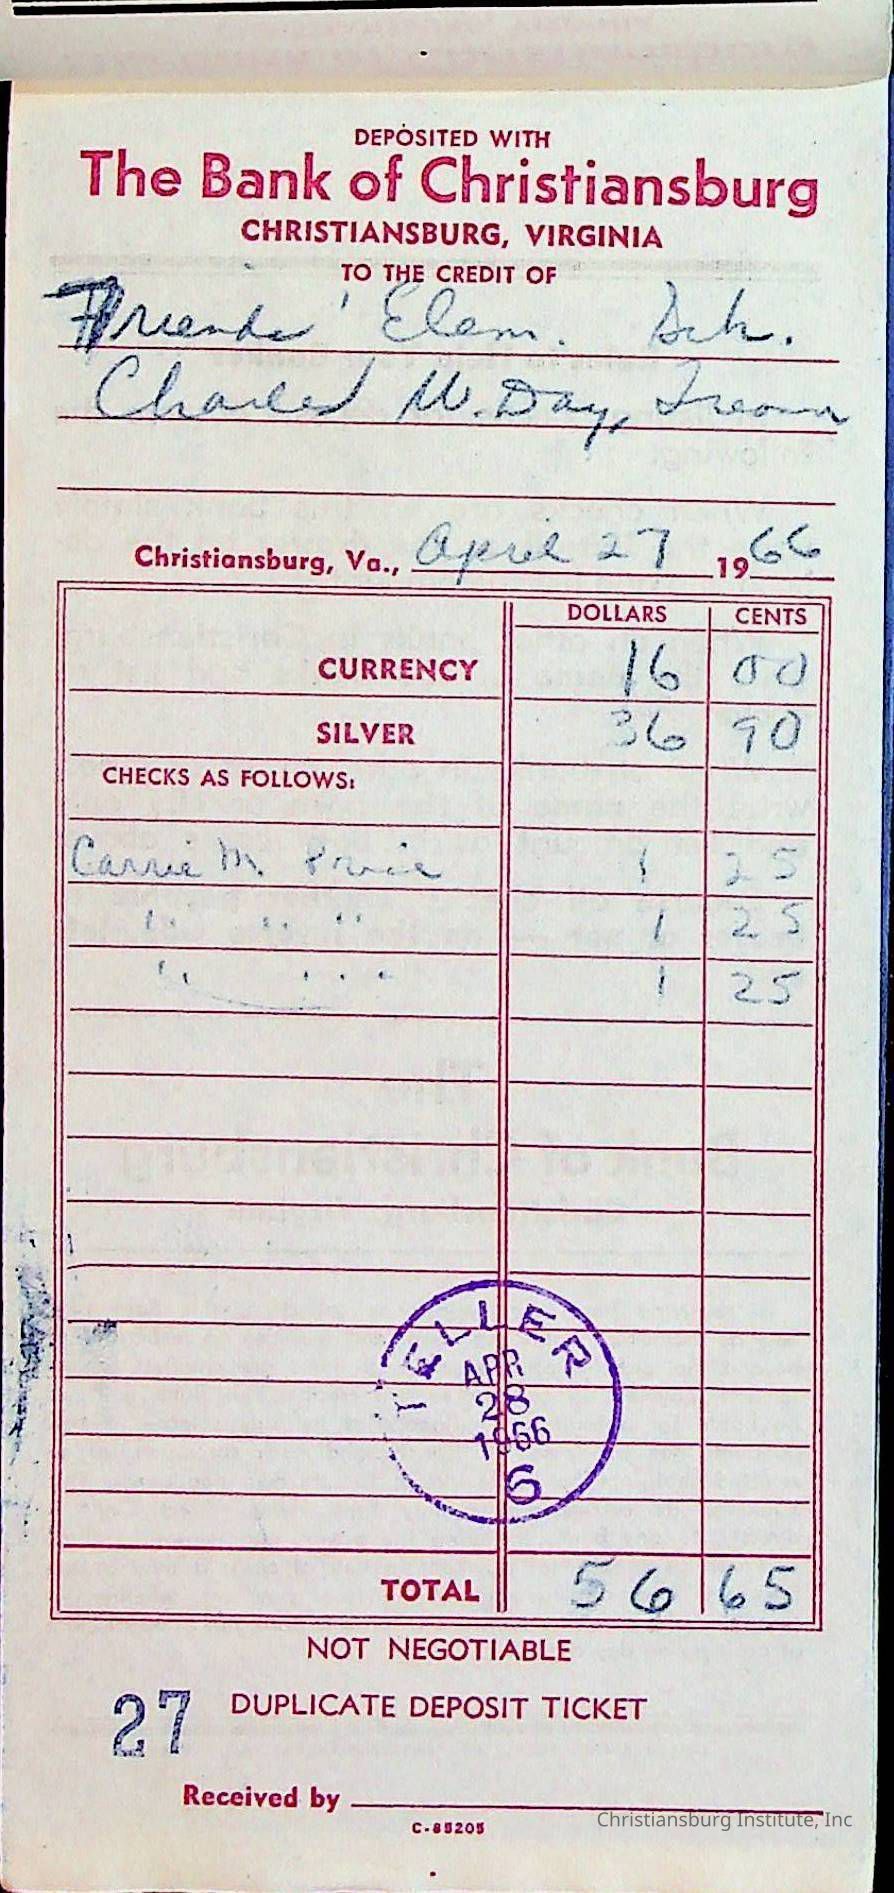 DEPOSITED WITH
The Bank of Christiansburg
CHRISTIANSBURG, VIRGINIA
TO THE CREDIT OF
Friends' Elem. Sch.
Charles W. Day, Treasurer
Christiansburg, Va., April 27 1966
DOLLARS CENTS
CURRENCY 16 00
SILVER 36 90
CHECKS AS FOLLOWS:
Carrie M. Price 1 25
" " " 1 25
" " " 1 25
TELLER
APR
28
1966
6
TOTAL 56 65
NOT NEGOTIABLE
27 DUPLICATE DEPOSIT TICKET
Received by
C-85205
Christiansburg Institute, Inc